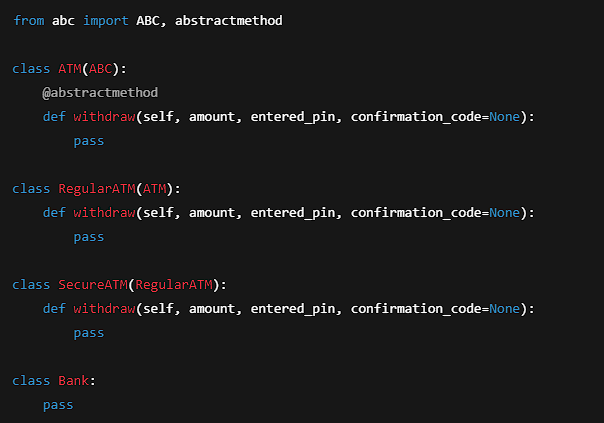 from abc import ABC, abstractmethod
class ATM(ABC):
    @abstractmethod
    def withdraw(self, amount, entered_pin, confirmation_code=None):
        pass
class RegularATM(ATM):
    def withdraw(self, amount, entered_pin, confirmation_code=None):
        pass
class SecureATM(RegularATM):
    def withdraw(self, amount, entered_pin, confirmation_code=None):
        pass
class Bank:
    pass